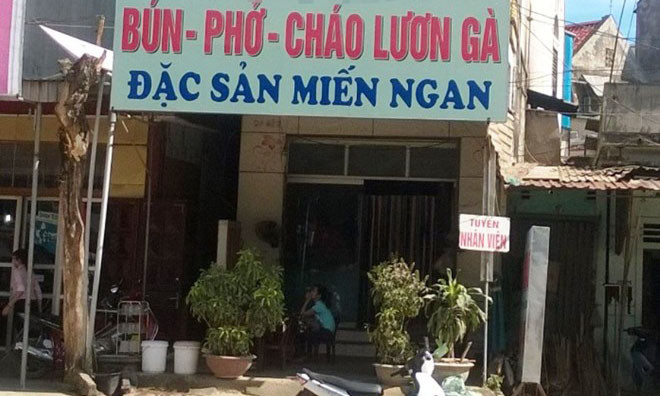 BÚN - PHỞ - CHÁO LƯƠN GÀ
ĐẶC SẢN MIẾN NGAN
TUYỂN
NHÂN VIÊN